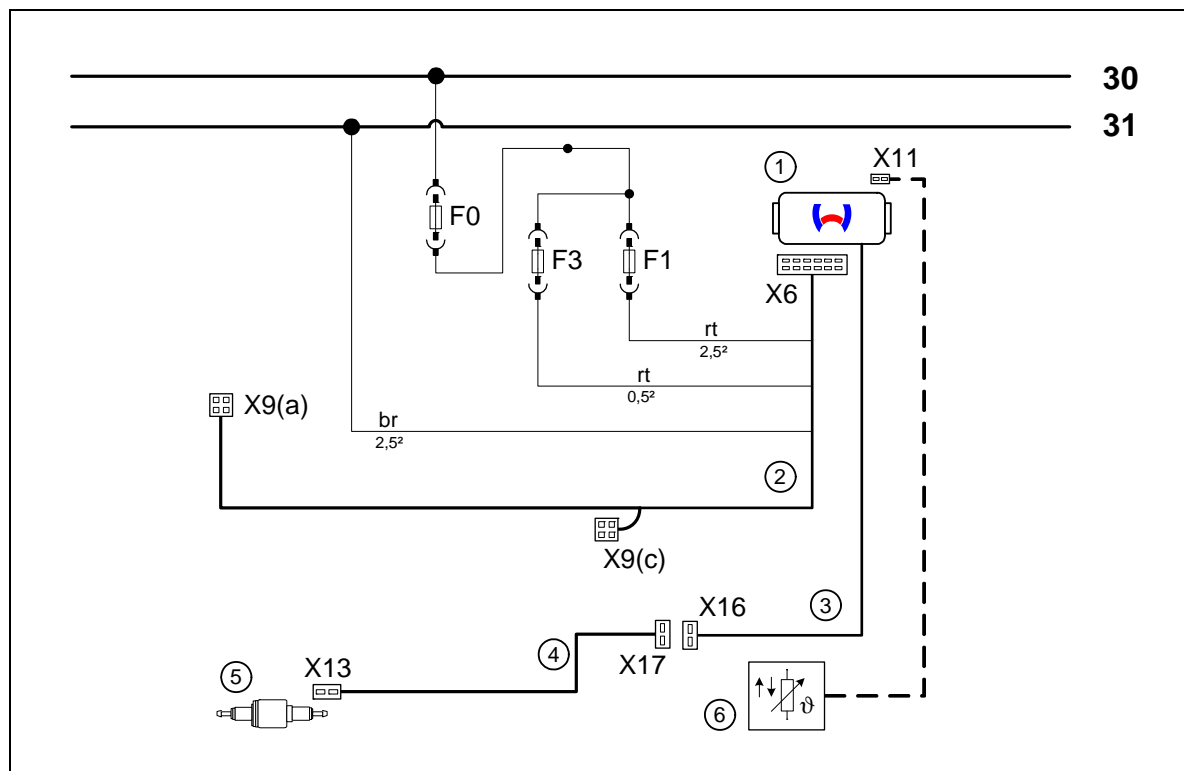 30
31
1
X11
F0
F3
F1
X6
rt
2,5²
rt
0,5²
X9(a)
br
2,5²
2
X9(c)
X16
3
4
X17
5
X13
6
ϑ